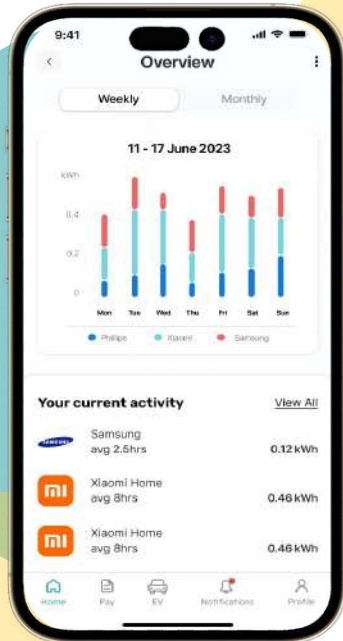 9:41
Overview
Weekly
Monthly
11 - 17 June 2023
kWh
0.4
0.2
0
Mon Tue Wed Thu Fri Sat Sun
Philips Xiaomi Samsung
Your current activity
View All
SAMSUNG
Samsung
avg 2.5hrs
0.12 kWh
mi
Xiaomi Home
avg 8hrs
0.46 kWh
mi
Xiaomi Home
avg 8hrs
0.46 kWh
Home Pay EV Notifications Profile